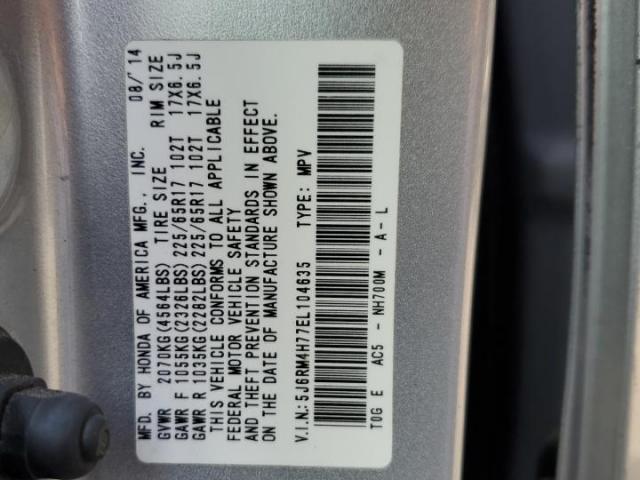 MFD. BY HONDA OF AMERICA MFG., INC. 08/'14
GVWR 2070KG(4564LBS) TIRE SIZE RIM SIZE
GAWR F 1055KG(2326LBS) 225/65R17 102T 17X6.5J
GAWR R 1035KG(2282LBS) 225/65R17 102T 17X6.5J
THIS VEHICLE CONFORMS TO ALL APPLICABLE
FEDERAL MOTOR VEHICLE SAFETY
AND THEFT PREVENTION STANDARDS IN EFFECT
ON THE DATE OF MANUFACTURE SHOWN ABOVE.
V.I.N.: 5J6RM4H77EL104635 TYPE: MPV
T0G E AC5 - NH700M - A - L